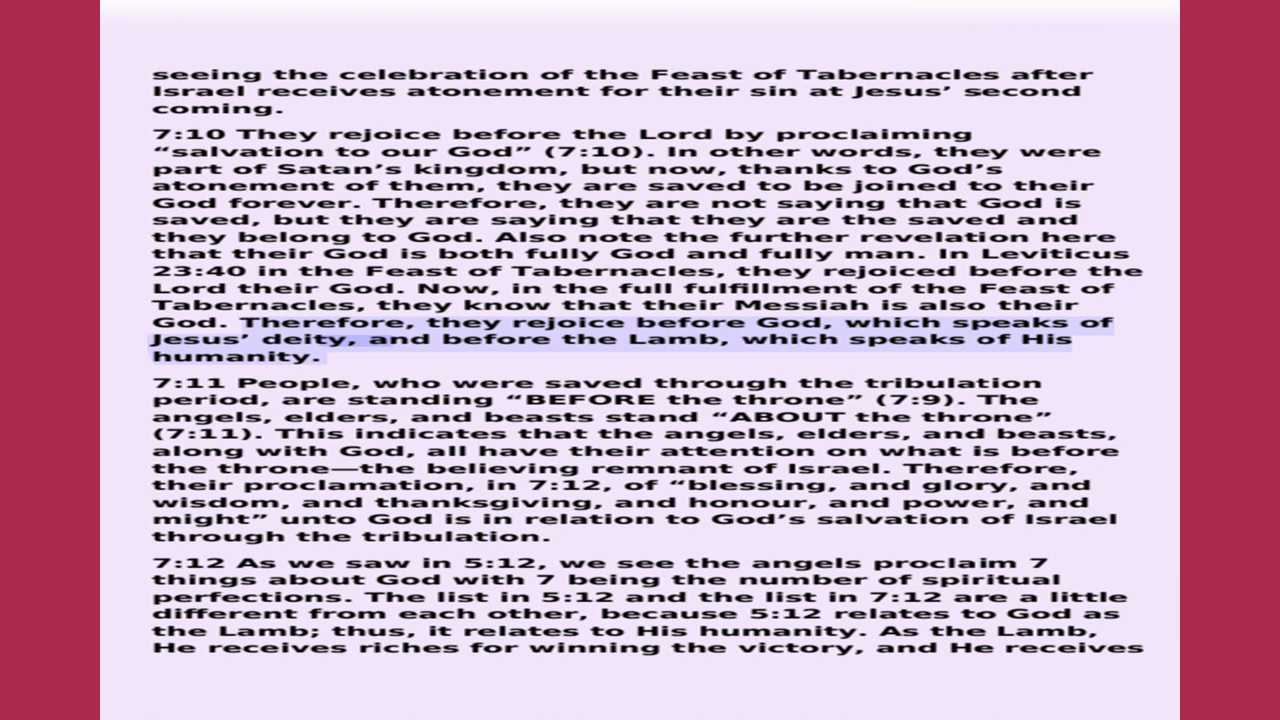 seeing the celebration of the Feast of Tabernacles after
Israel receives atonement for their sin at Jesus’ second
coming.
7:10 They rejoice before the Lord by proclaiming
“salvation to our God” (7:10). In other words, they were
part of Satan’s kingdom, but now, thanks to God’s
atonement of them, they are saved to be joined to their
God forever. Therefore, they are not saying that God is
saved, but they are saying that they are the saved and
they belong to God. Also note the further revelation here
that their God is both fully God and fully man. In Leviticus
23:40 in the Feast of Tabernacles, they rejoiced before the
Lord their God. Now, in the full fulfillment of the Feast of
Tabernacles, they know that their Messiah is also their
God. Therefore, they rejoice before God, which speaks of
Jesus’ deity, and before the Lamb, which speaks of His
humanity.
7:11 People, who were saved through the tribulation
period, are standing “BEFORE the throne” (7:9). The
angels, elders, and beasts stand “ABOUT the throne”
(7:11). This indicates that the angels, elders, and beasts,
along with God, all have their attention on what is before
the throne—the believing remnant of Israel. Therefore,
their proclamation, in 7:12, of “blessing, and glory, and
wisdom, and thanksgiving, and honour, and power, and
might” unto God is in relation to God’s salvation of Israel
through the tribulation.
7:12 As we saw in 5:12, we see the angels proclaim 7
things about God with 7 being the number of spiritual
perfections. The list in 5:12 and the list in 7:12 are a little
different from each other, because 5:12 relates to God as
the Lamb; thus, it relates to His humanity. As the Lamb,
He receives riches for winning the victory, and He receives